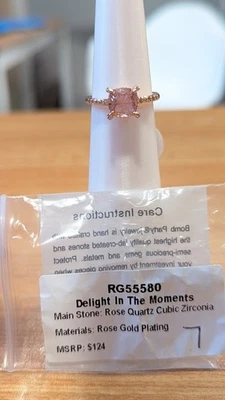 Care Instructions
Bomb Party jewelry is hand crafted
the highest quality lab-created stones and
semi-precious gems and metals. Protect
your investment by removing pieces when
RG55580
Delight In The Moments
Main Stone: Rose Quartz Cubic Zirconia
Materials: Rose Gold Plating
MSRP: $124
7